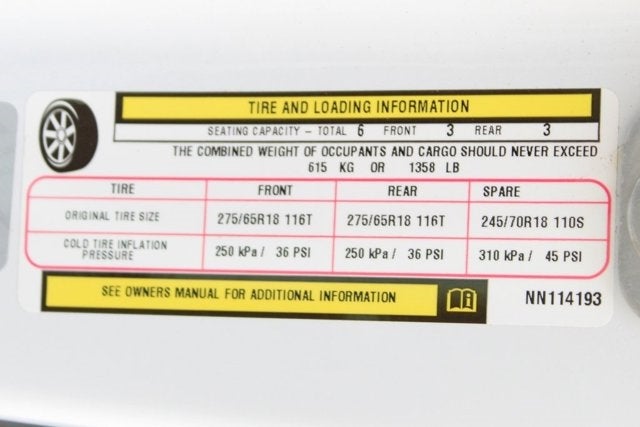 TIRE AND LOADING INFORMATION
SEATING CAPACITY – TOTAL 6 FRONT 3 REAR 3
THE COMBINED WEIGHT OF OCCUPANTS AND CARGO SHOULD NEVER EXCEED
615 KG OR 1358 LB
TIRE FRONT REAR SPARE
ORIGINAL TIRE SIZE 275/65R18 116T 275/65R18 116T 245/70R18 110S
COLD TIRE INFLATION
PRESSURE 250 kPa / 36 PSI 250 kPa / 36 PSI 310 kPa / 45 PSI
SEE OWNERS MANUAL FOR ADDITIONAL INFORMATION
NN114193